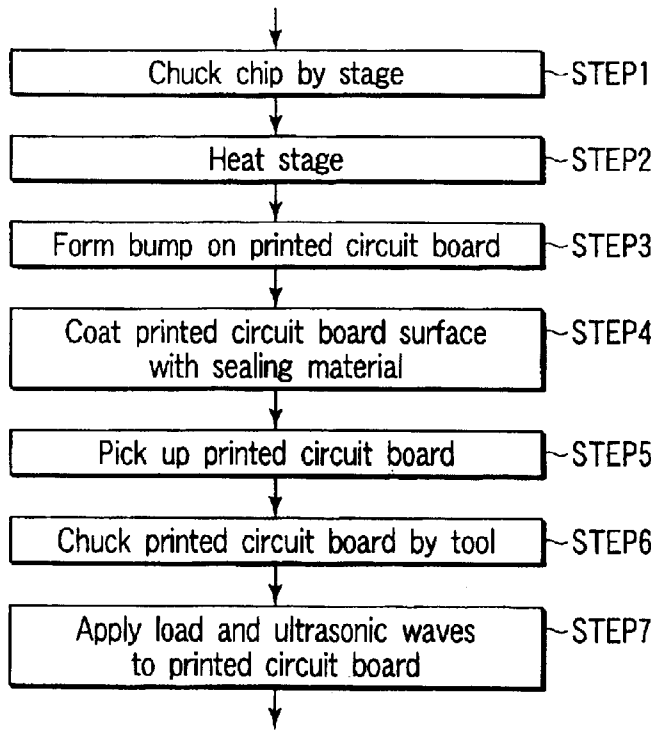 Chuck chip by stage ~STEP1
Heat stage ~STEP2
Form bump on printed circuit board ~STEP3
Coat printed circuit board surface ~STEP4
with sealing material
Pick up printed circuit board ~STEP5
Chuck printed circuit board by tool ~STEP6
Apply load and ultrasonic waves ~STEP7
to printed circuit board